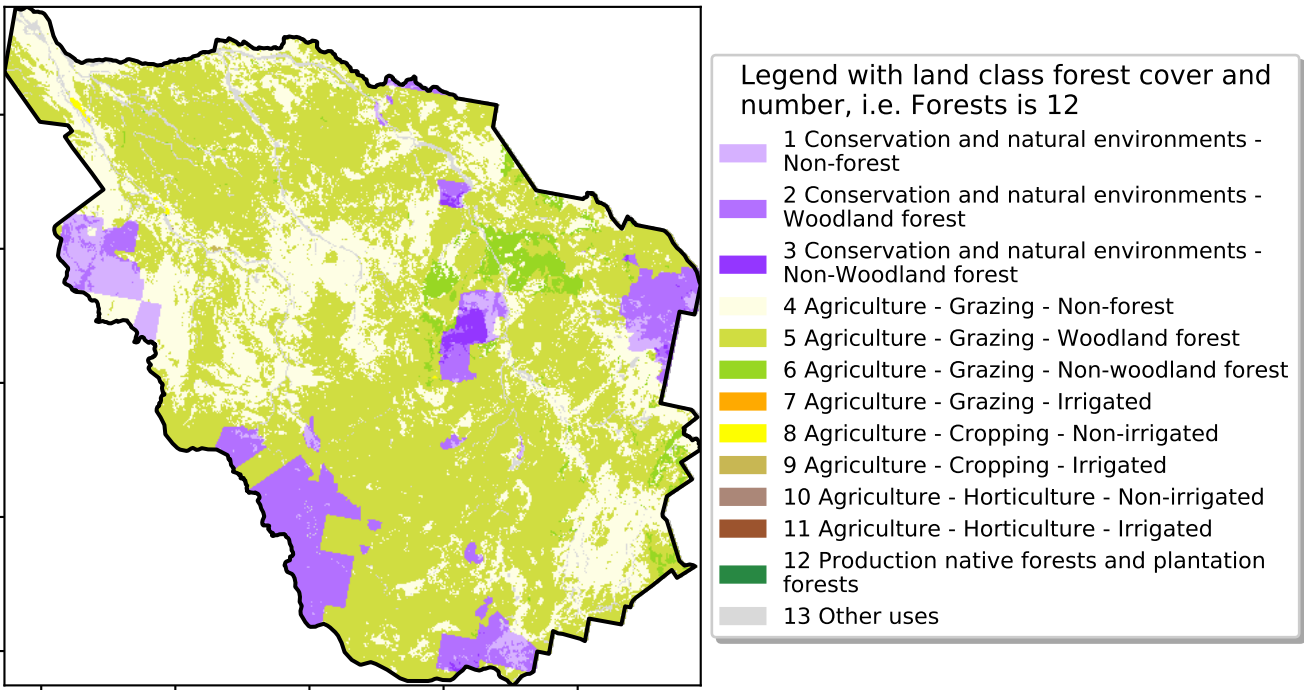 Legend with land class forest cover and
number, i.e. Forests is 12
1 Conservation and natural environments -
Non-forest
2 Conservation and natural environments -
Woodland forest
3 Conservation and natural environments -
Non-Woodland forest
4 Agriculture - Grazing - Non-forest
5 Agriculture - Grazing - Woodland forest
6 Agriculture - Grazing - Non-woodland forest
7 Agriculture - Grazing - Irrigated
8 Agriculture - Cropping - Non-irrigated
9 Agriculture - Cropping - Irrigated
10 Agriculture - Horticulture - Non-irrigated
11 Agriculture - Horticulture - Irrigated
12 Production native forests and plantation
forests
13 Other uses